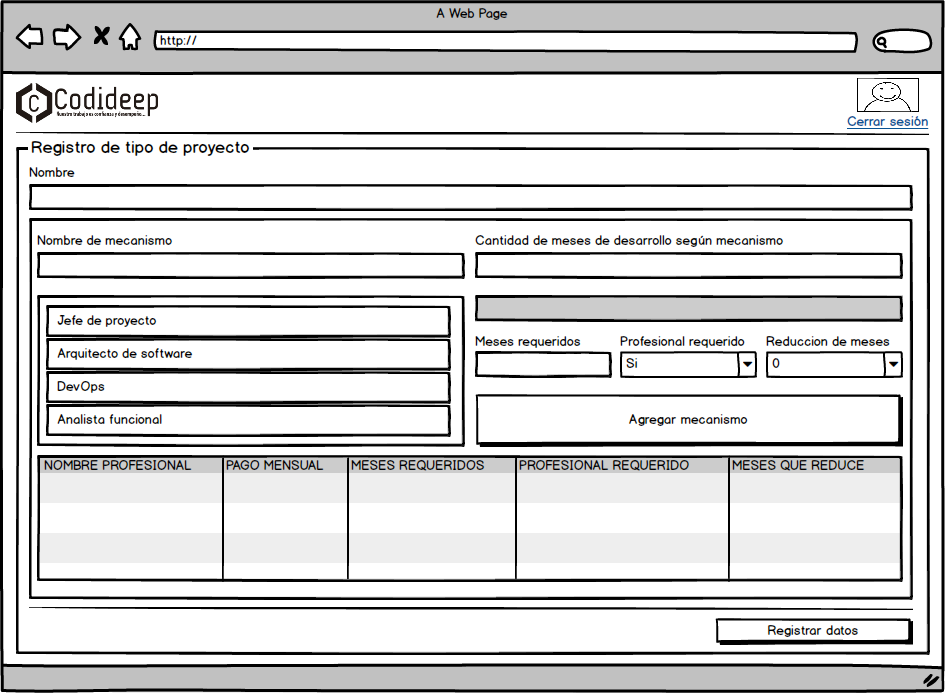 A Web Page
http://
Codideep
Nuestro trabajo es confianza y desempeño...
Cerrar sesión
Registro de tipo de proyecto
Nombre
Nombre de mecanismo
Cantidad de meses de desarrollo según mecanismo
Jefe de proyecto
Arquitecto de software
DevOps
Analista funcional
Meses requeridos
Profesional requerido
Reduccion de meses
Si
0
Agregar mecanismo
NOMBRE PROFESIONAL
PAGO MENSUAL
MESES REQUERIDOS
PROFESIONAL REQUERIDO
MESES QUE REDUCE
Registrar datos